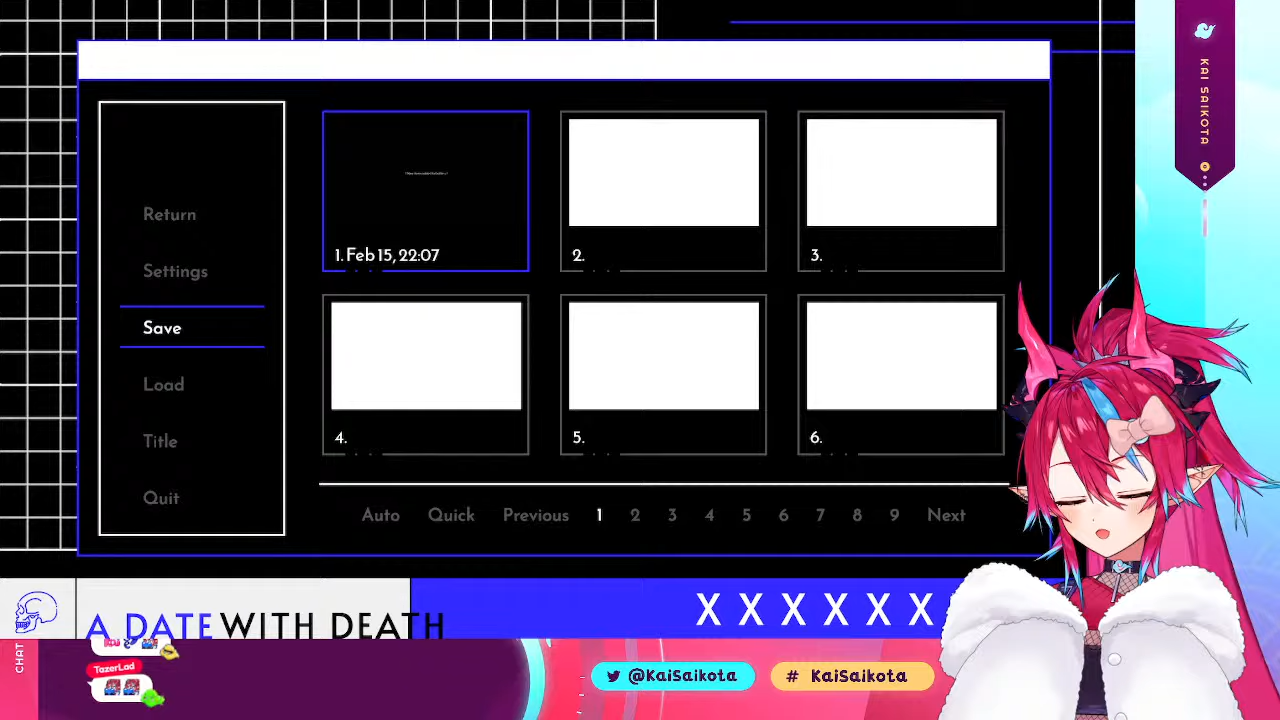 KAI SAIKOTA
Return
Settings
Save
Load
Title
Quit
1. Feb 15, 22:07
2.
3.
4.
5.
6.
Auto Quick Previous 1 2 3 4 5 6 7 8 9 Next
A DATE WITH DEATH
X X X X X X
CHAT
TazerLad
@KaiSaikota
# KaiSaikota